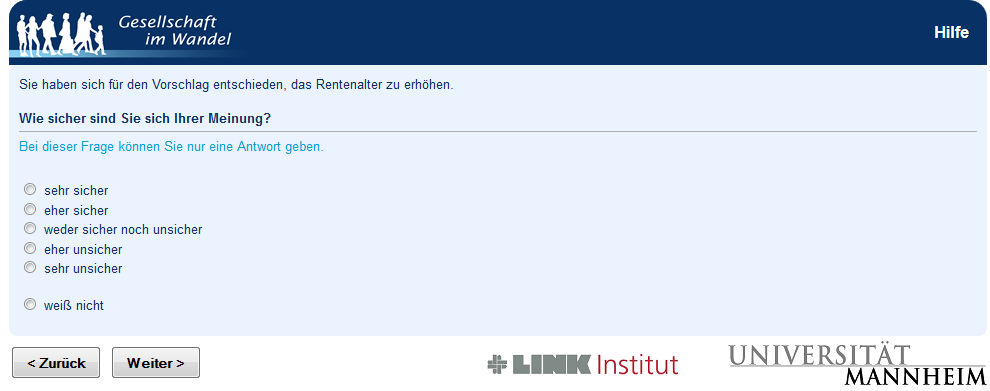 Gesellschaft
im Wandel
Hilfe
Sie haben sich für den Vorschlag entschieden, das Rentenalter zu erhöhen.
Wie sicher sind Sie sich Ihrer Meinung?
Bei dieser Frage können Sie nur eine Antwort geben.
sehr sicher
eher sicher
weder sicher noch unsicher
eher unsicher
sehr unsicher
weiß nicht
< Zurück
Weiter >
LINK Institut
UNIVERSITÄT
MANNHEIM